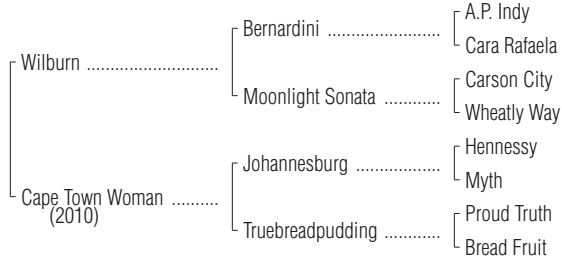 A.P. Indy
Bernardini ........................
Cara Rafaela
Wilburn ............................
Carson City
Moonlight Sonata ............
Wheatly Way
Hennessy
Johannesburg ..................
Myth
Cape Town Woman ..........
(2010)
Proud Truth
Truebreadpudding ............
Bread Fruit